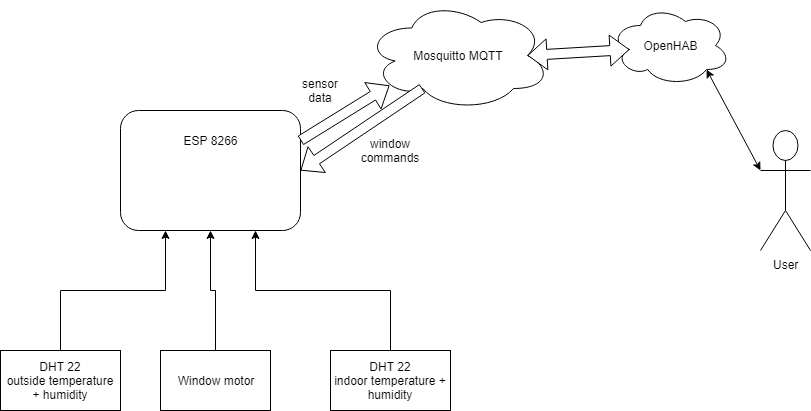 Mosquitto MQTT
OpenHAB
sensor
data
ESP 8266
window
commands
User
DHT 22
outside temperature
+ humidity
Window motor
DHT 22
indoor temperature +
humidity